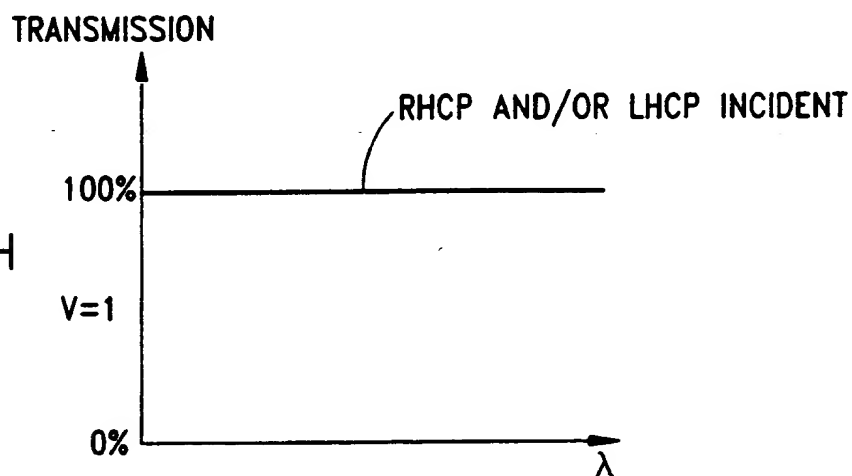 TRANSMISSION
RHCP AND/OR LHCP INCIDENT
100%
H
V=1
0%
λ